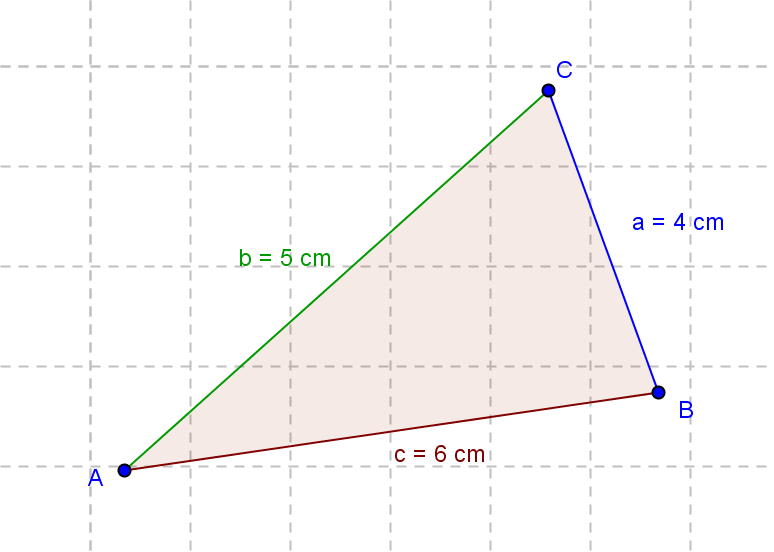 C
a = 4 cm
b = 5 cm
B
c = 6 cm
A